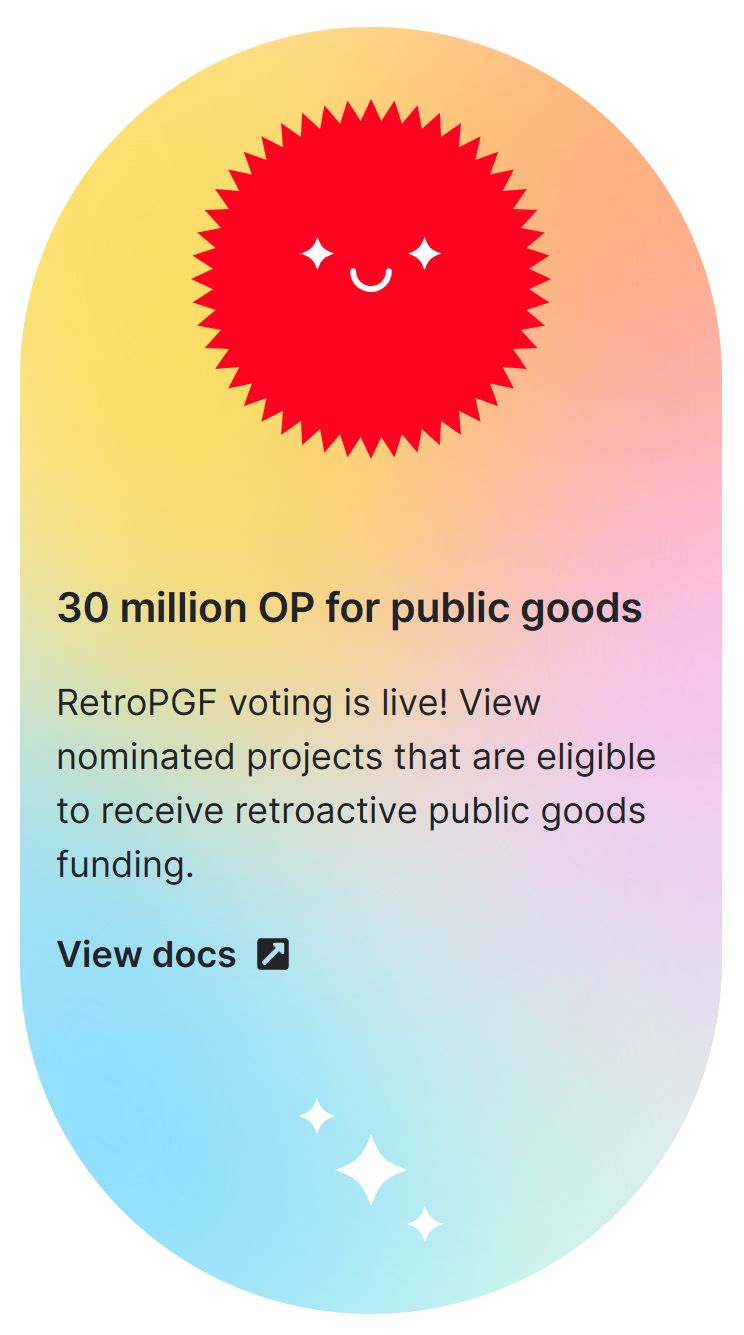 30 million OP for public goods
RetroPGF voting is live! View
nominated projects that are eligible
to receive retroactive public goods
funding.
View docs